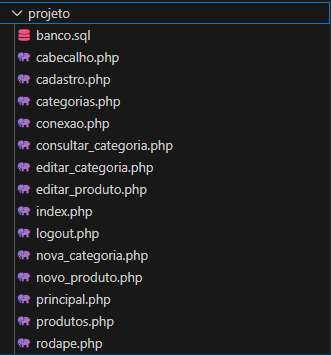 projeto
banco.sql
cabecalho.php
cadastro.php
categorias.php
conexao.php
consultar_categoria.php
editar_categoria.php
editar_produto.php
index.php
logout.php
nova_categoria.php
novo_produto.php
principal.php
produtos.php
rodape.php